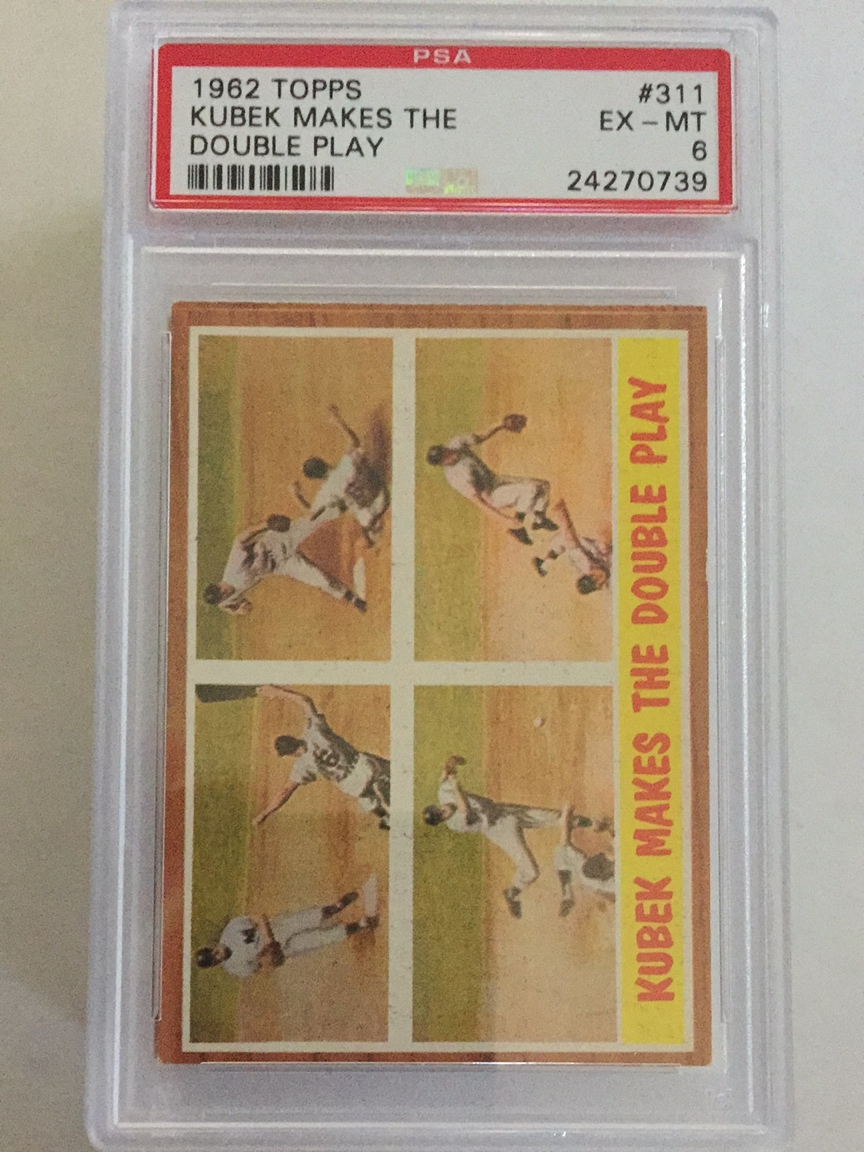 PSA
1962 TOPPS #311
KUBEK MAKES THE EX - MT
DOUBLE PLAY 6
24270739
KUBEK MAKES THE DOUBLE PLAY